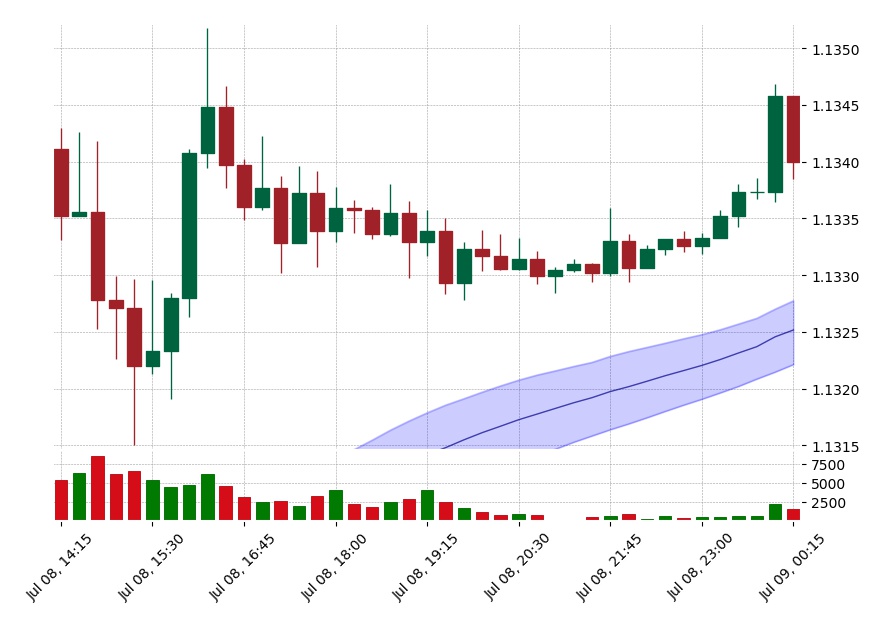 1.1350
1.1345
1.1340
1.1335
1.1330
1.1325
1.1320
1.1315
7500
5000
2500
Jul 08, 14:15
Jul 08, 15:30
Jul 08, 16:45
Jul 08, 18:00
Jul 08, 19:15
Jul 08, 20:30
Jul 08, 21:45
Jul 08, 23:00
Jul 09, 00:15